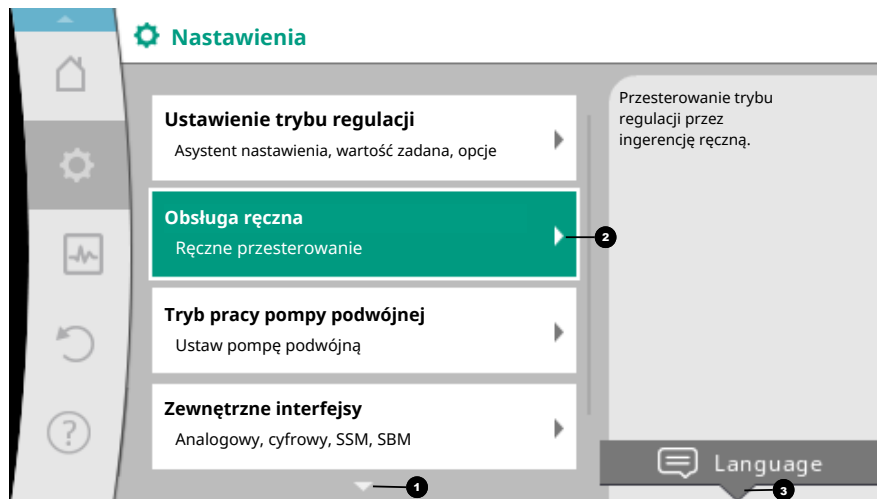 Nastawienia
Ustawienie trybu regulacji
Asystent nastawienia, wartość zadana, opcje
Obsługa ręczna
Ręczne przesterowanie
2
Tryb pracy pompy podwójnej
Ustaw pompę podwójną
Zewnętrzne interfejsy
Analogowy, cyfrowy, SSM, SBM
1
Przesterowanie trybu
regulacji przez
ingerencję ręczną.
Language
3
?